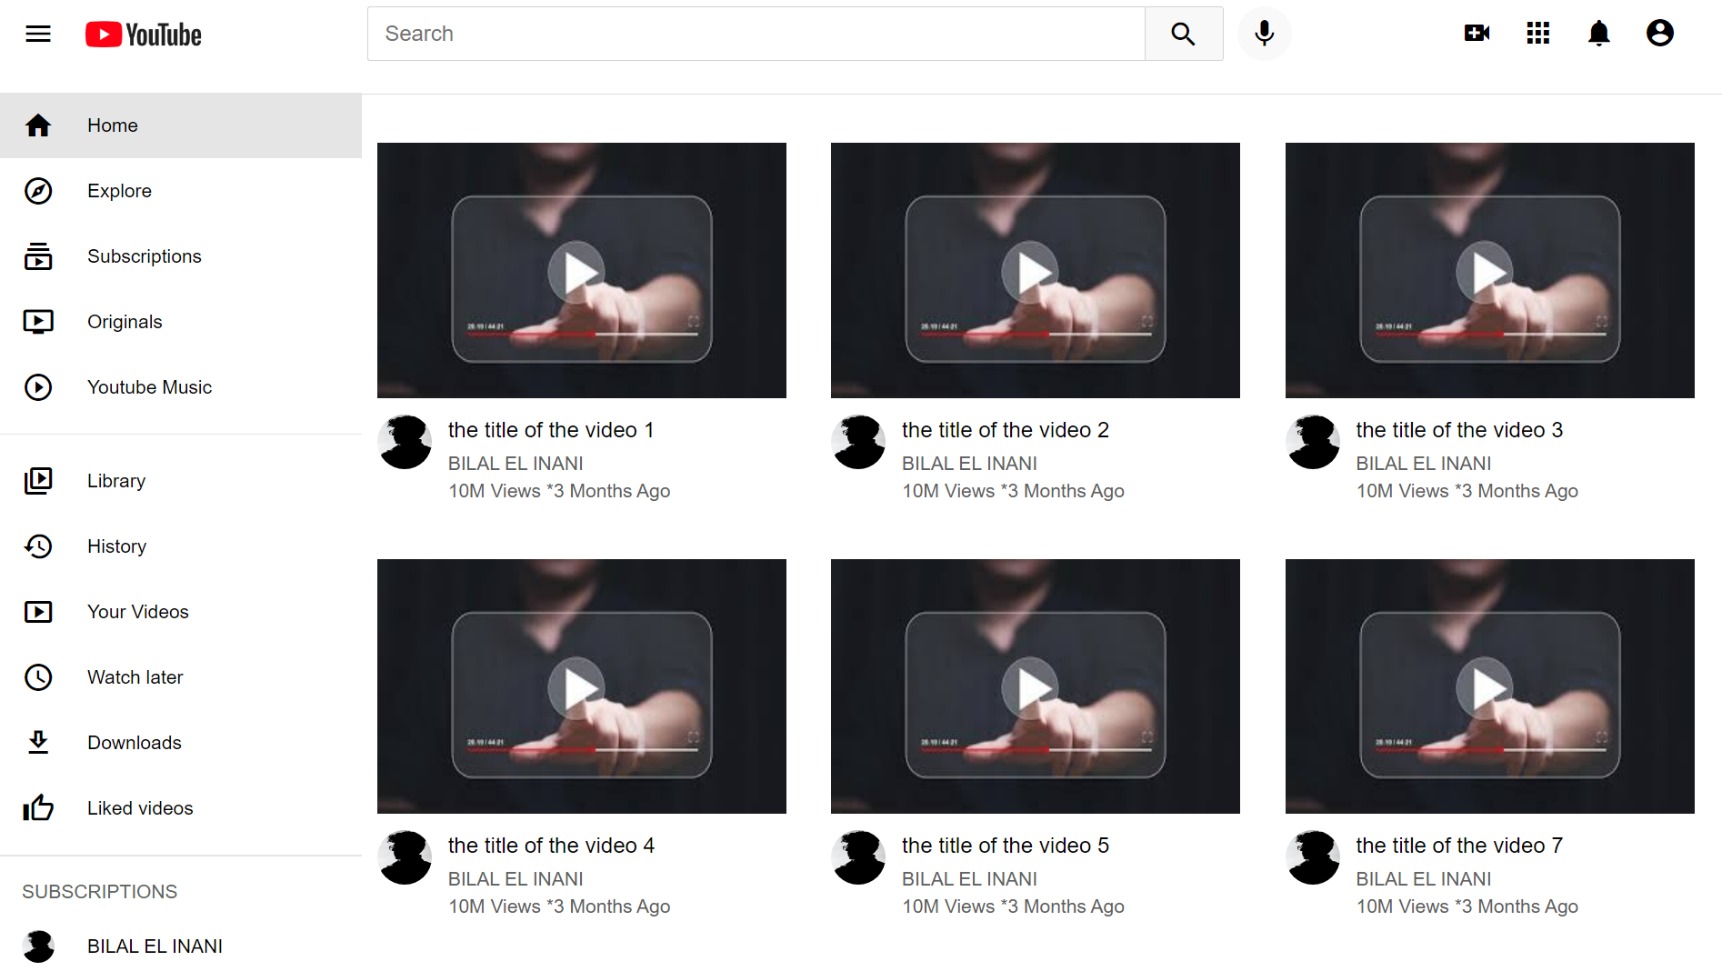 YouTube
Search
Home
Explore
Subscriptions
Originals
Youtube Music
Library
History
Your Videos
Watch later
Downloads
Liked videos
SUBSCRIPTIONS
BILAL EL INANI
the title of the video 1
BILAL EL INANI
10M Views *3 Months Ago
the title of the video 2
BILAL EL INANI
10M Views *3 Months Ago
the title of the video 3
BILAL EL INANI
10M Views *3 Months Ago
the title of the video 4
BILAL EL INANI
10M Views *3 Months Ago
the title of the video 5
BILAL EL INANI
10M Views *3 Months Ago
the title of the video 7
BILAL EL INANI
10M Views *3 Months Ago